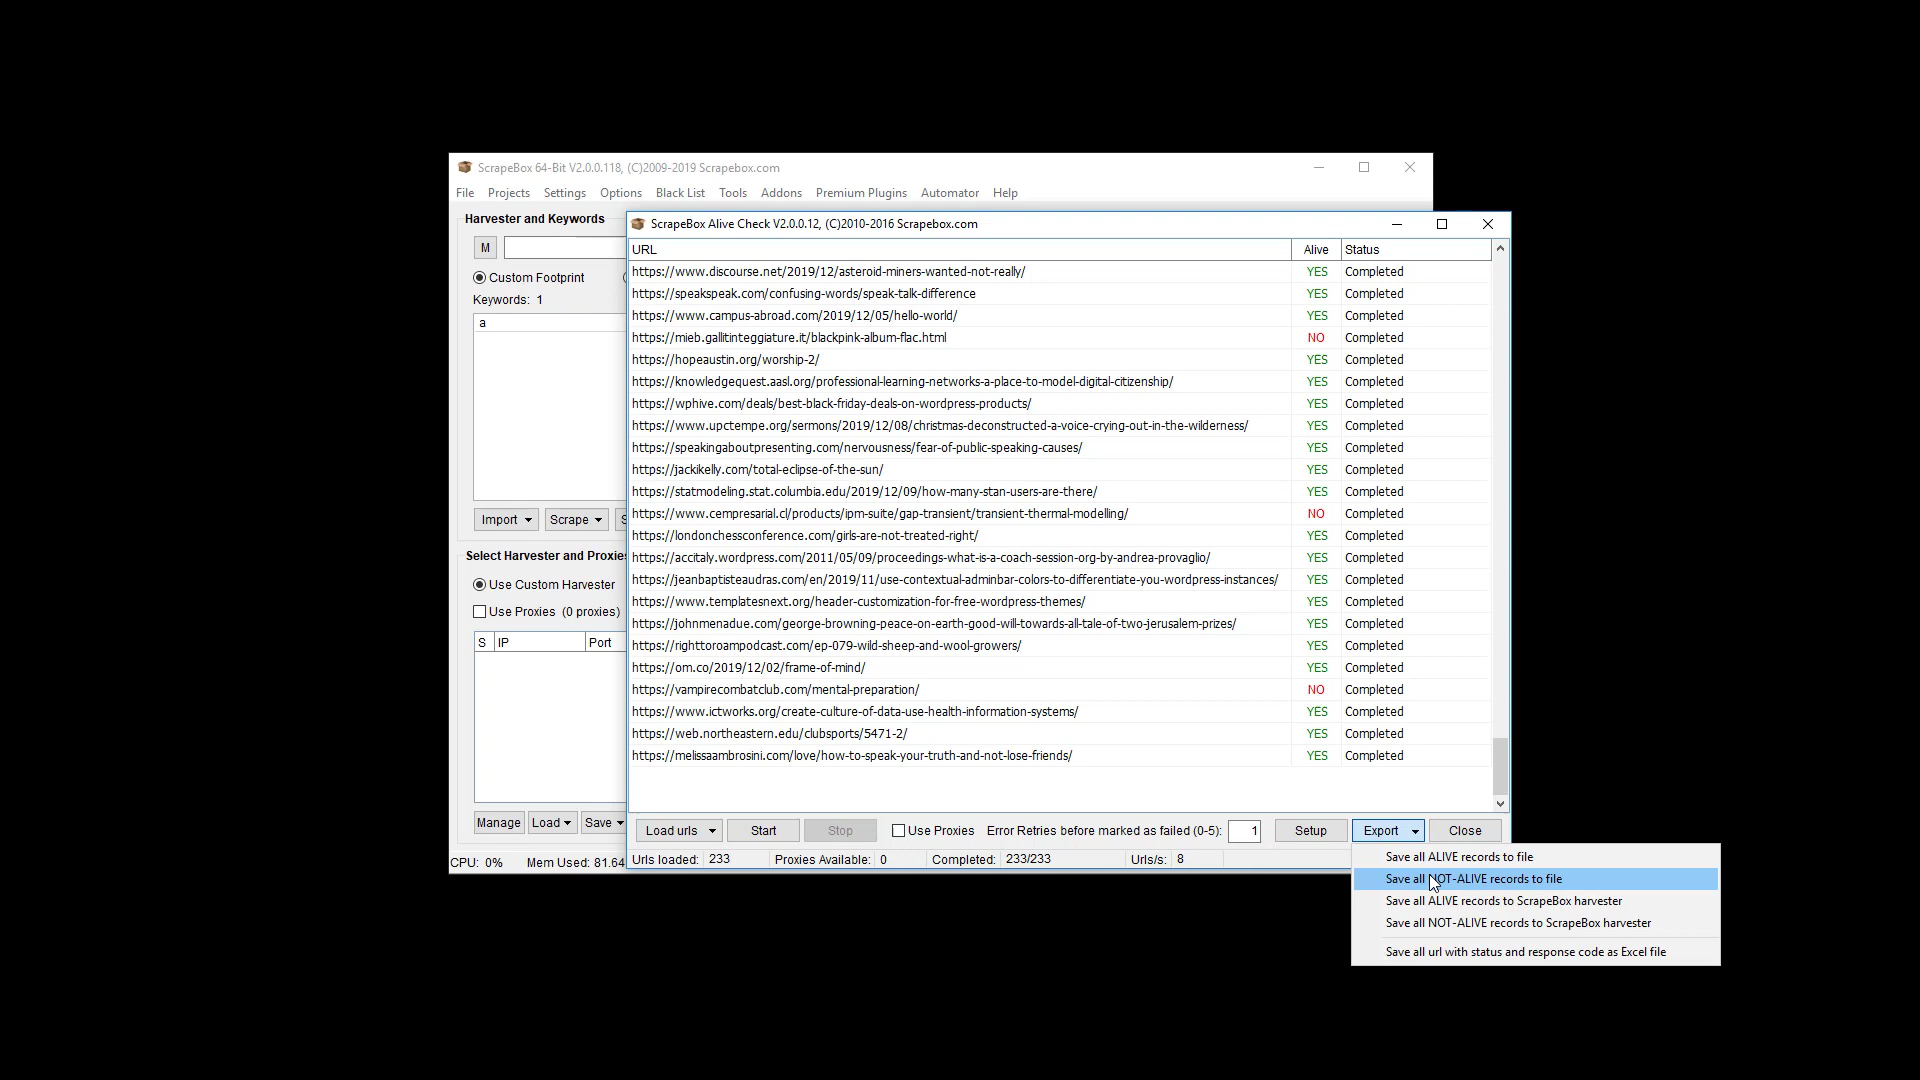 ScrapeBox 64-Bit V2.0.0.118, (C)2009-2019 Scrapebox.com
File Projects Settings Options Black List Tools Addons Premium Plugins Automator Help
Harvester and Keywords
M
Custom Footprint
Keywords: 1
a
Import Scrape
Select Harvester and Proxies
Use Custom Harvester
Use Proxies (0 proxies)
S IP Port
Manage Load Save
CPU: 0% Mem Used: 81.64
ScrapeBox Alive Check V2.0.0.12, (C)2010-2016 Scrapebox.com
URL Alive Status
https://www.discourse.net/2019/12/asteroid-miners-wanted-not-really/ YES Completed
https://speakspeak.com/confusing-words/speak-talk-difference YES Completed
https://www.campus-abroad.com/2019/12/05/hello-world/ YES Completed
https://mieb.gallitinteggiature.it/blackpink-album-flac.html NO Completed
https://hopeaustin.org/worship-2/ YES Completed
https://knowledgequest.aasl.org/professional-learning-networks-a-place-to-model-digital-citizenship/ YES Completed
https://wphive.com/deals/best-black-friday-deals-on-wordpress-products/ YES Completed
https://www.upctempe.org/sermons/2019/12/08/christmas-deconstructed-a-voice-crying-out-in-the-wilderness/ YES Completed
https://speakingaboutpresenting.com/nervousness/fear-of-public-speaking-causes/ YES Completed
https://jackikelly.com/total-eclipse-of-the-sun/ YES Completed
https://statmodeling.stat.columbia.edu/2019/12/09/how-many-stan-users-are-there/ YES Completed
https://www.cempresarial.cl/products/ipm-suite/gap-transient/transient-thermal-modelling/ NO Completed
https://londonchessconference.com/girls-are-not-treated-right/ YES Completed
https://accitaly.wordpress.com/2011/05/09/proceedings-what-is-a-coach-session-org-by-andrea-provaglio/ YES Completed
https://jeanbaptisteaudras.com/en/2019/11/use-contextual-adminbar-colors-to-differentiate-you-wordpress-instances/ YES Completed
https://www.templatesnext.org/header-customization-for-free-wordpress-themes/ YES Completed
https://johnmenadue.com/george-browning-peace-on-earth-good-will-towards-all-tale-of-two-jerusalem-prizes/ YES Completed
https://righttoroampodcast.com/ep-079-wild-sheep-and-wool-growers/ YES Completed
https://om.co/2019/12/02/frame-of-mind/ YES Completed
https://vampirecombatclub.com/mental-preparation/ NO Completed
https://www.ictworks.org/create-culture-of-data-use-health-information-systems/ YES Completed
https://web.northeastern.edu/clubsports/5471-2/ YES Completed
https://melissaambrosini.com/love/how-to-speak-your-truth-and-not-lose-friends/ YES Completed
Load urls Start Stop Use Proxies Error Retries before marked as failed (0-5): 1 Setup Export Close
Urls loaded: 233 Proxies Available: 0 Completed: 233/233 Urls/s: 8
Save all ALIVE records to file
Save all NOT-ALIVE records to file
Save all ALIVE records to ScrapeBox harvester
Save all NOT-ALIVE records to ScrapeBox harvester
Save all url with status and response code as Excel file